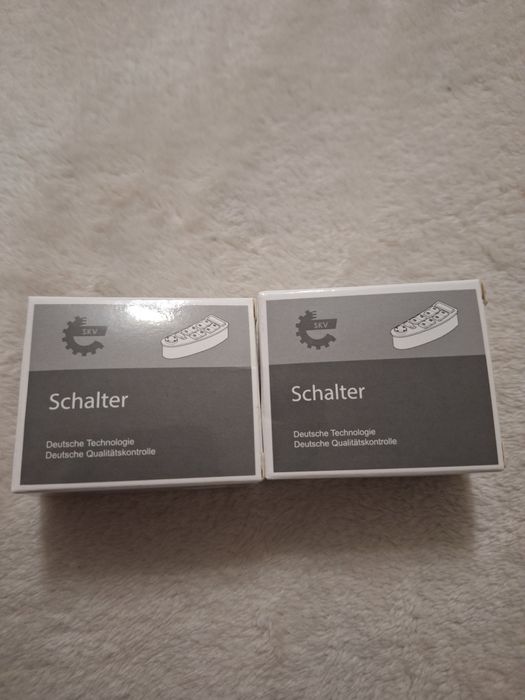 SKV
Schalter
Deutsche Technologie
Deutsche Qualitätskontrolle
SKV
Schalter
Deutsche Technologie
Deutsche Qualitätskontrolle